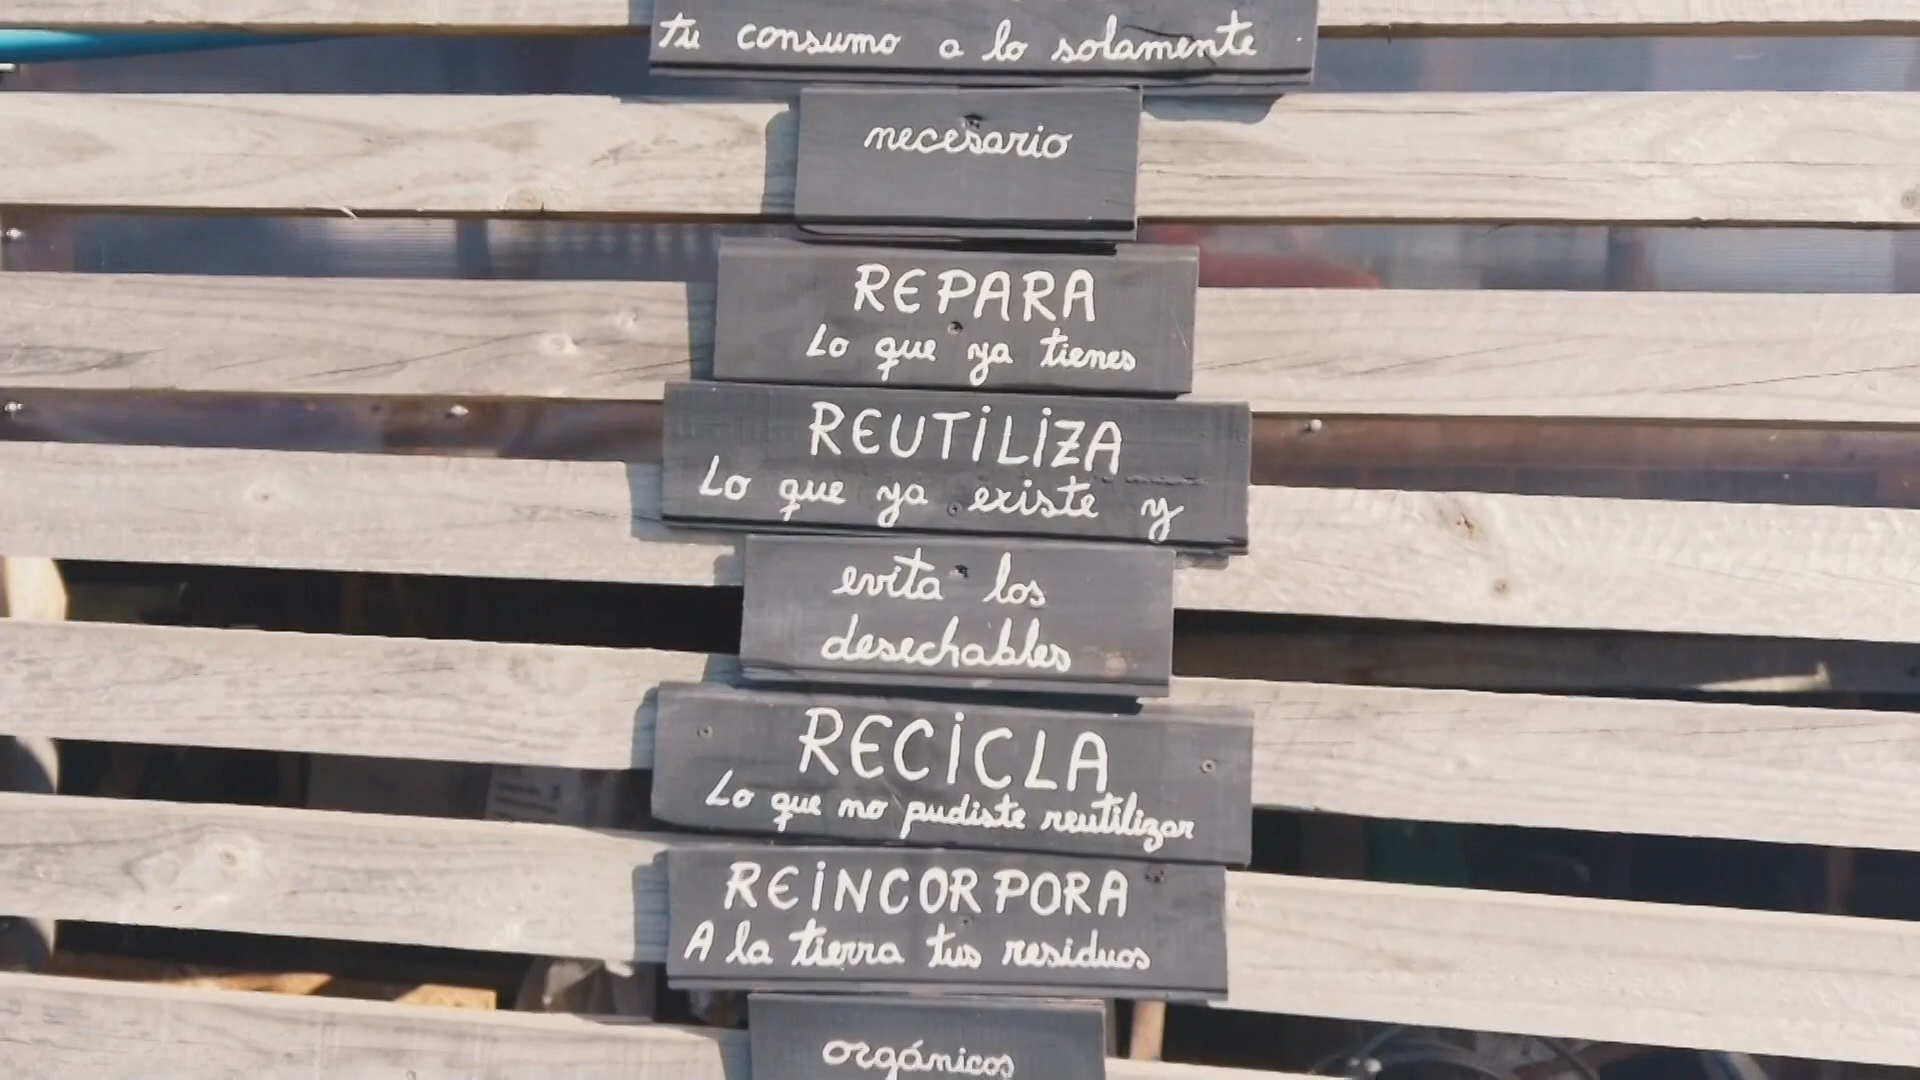 tu consumo a lo solamente
necesario
REPARA
Lo que ya tienes
REUTILIZA
Lo que ya existe y
evita los
desechables
RECICLA
Lo que no pudiste reutilizar
REINCORPORA
A la tierra tus residuos
orgánicos